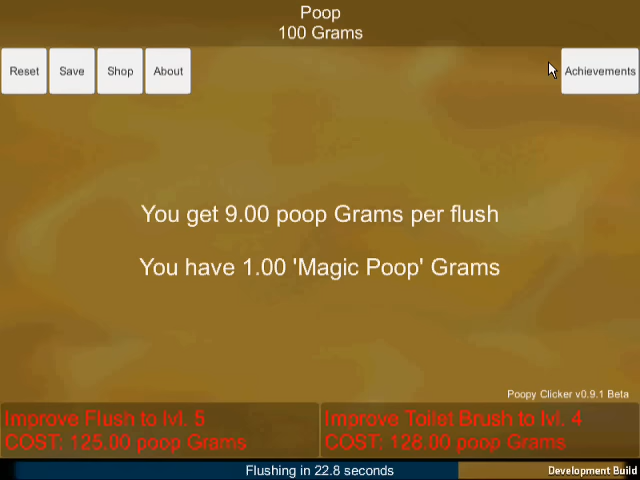 Poop
100 Grams
Reset
Save
Shop
About
Achievements
You get 9.00 poop Grams per flush
You have 1.00 'Magic Poop' Grams
Poopy Clicker v0.9.1 Beta
Improve Flush to lvl. 5
COST: 125.00 poop Grams
Improve Toilet Brush to lvl. 4
COST: 128.00 poop Grams
Flushing in 22.8 seconds
Development Build